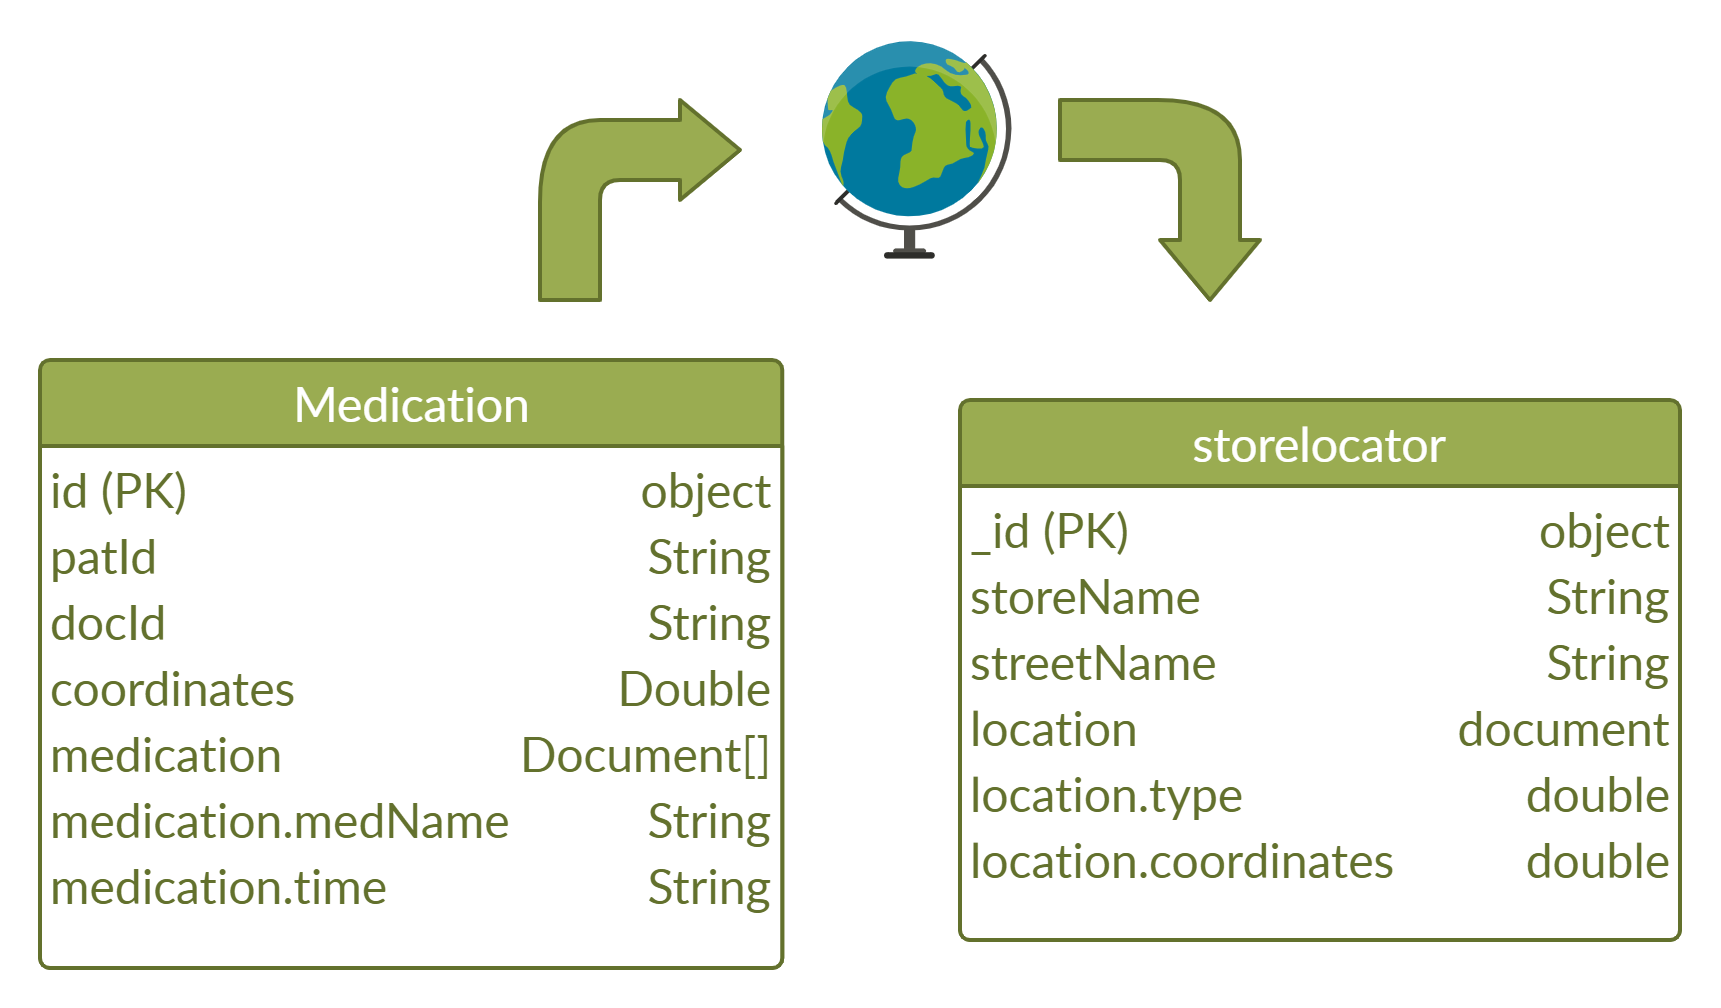 Medication
id (PK) object
patId String
docId String
coordinates Double
medication Document[]
medication.medName String
medication.time String
storelocator
_id (PK) object
storeName String
streetName String
location document
location.type double
location.coordinates double